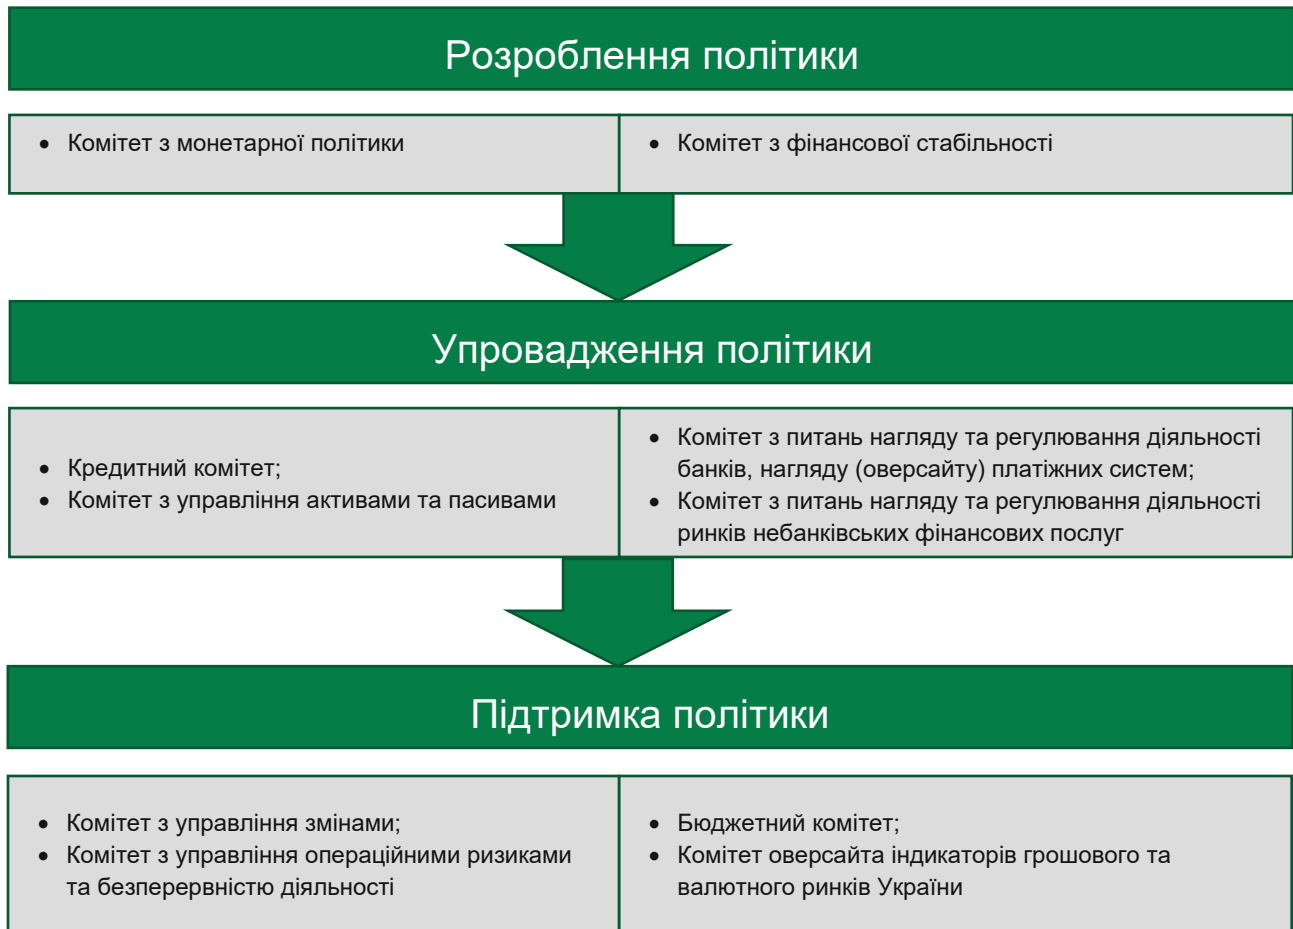 Розроблення політики
• Комітет з монетарної політики
• Комітет з фінансової стабільності
Упровадження політики
• Кредитний комітет;
• Комітет з управління активами та пасивами
• Комітет з питань нагляду та регулювання діяльності
банків, нагляду (оверсайту) платіжних систем;
• Комітет з питань нагляду та регулювання діяльності
ринків небанківських фінансових послуг
Підтримка політики
• Комітет з управління змінами;
• Комітет з управління операційними ризиками
та безперервністю діяльності
• Бюджетний комітет;
• Комітет оверсайта індикаторів грошового та
валютного ринків України